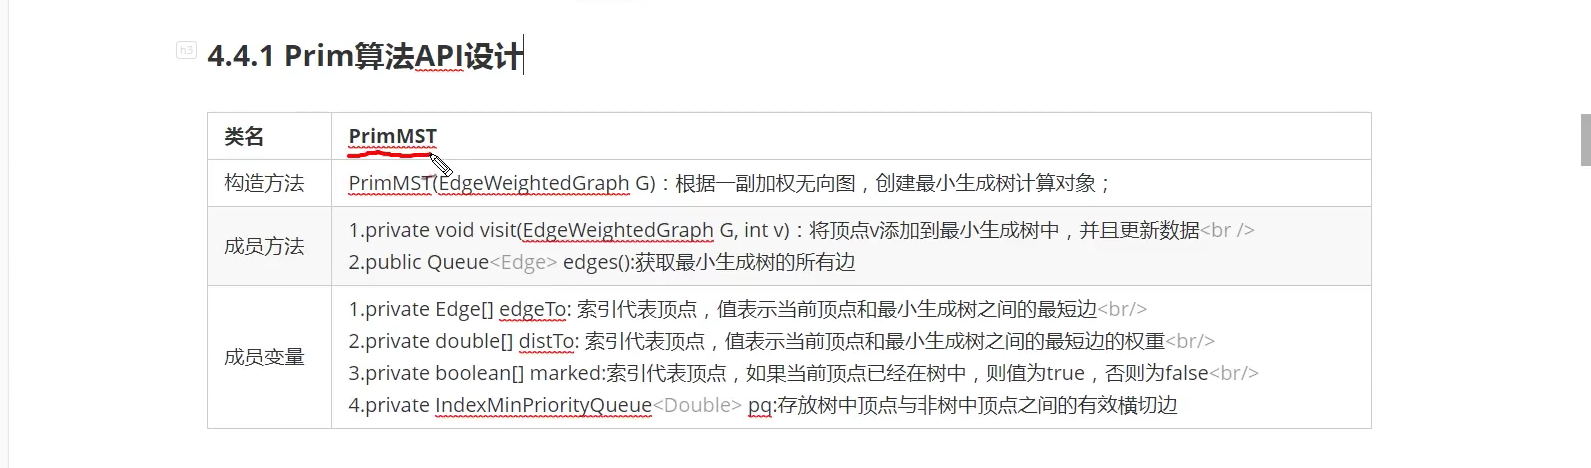 h3
4.4.1 Prim算法API设计
类名 PrimMST
构造方法 PrimMST(EdgeWeightedGraph G)：根据一副加权无向图，创建最小生成树计算对象；
成员方法
1.private void visit(EdgeWeightedGraph G, int v)：将顶点v添加到最小生成树中，并且更新数据<br />
2.public Queue<Edge> edges():获取最小生成树的所有边
成员变量
1.private Edge[] edgeTo: 索引代表顶点，值表示当前顶点和最小生成树之间的最短边<br/>
2.private double[] distTo: 索引代表顶点，值表示当前顶点和最小生成树之间的最短边的权重<br/>
3.private boolean[] marked:索引代表顶点，如果当前顶点已经在树中，则值为true，否则为false<br/>
4.private IndexMinPriorityQueue<Double> pq:存放树中顶点与非树中顶点之间的有效横切边